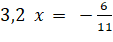 3,2 x = − 6/11